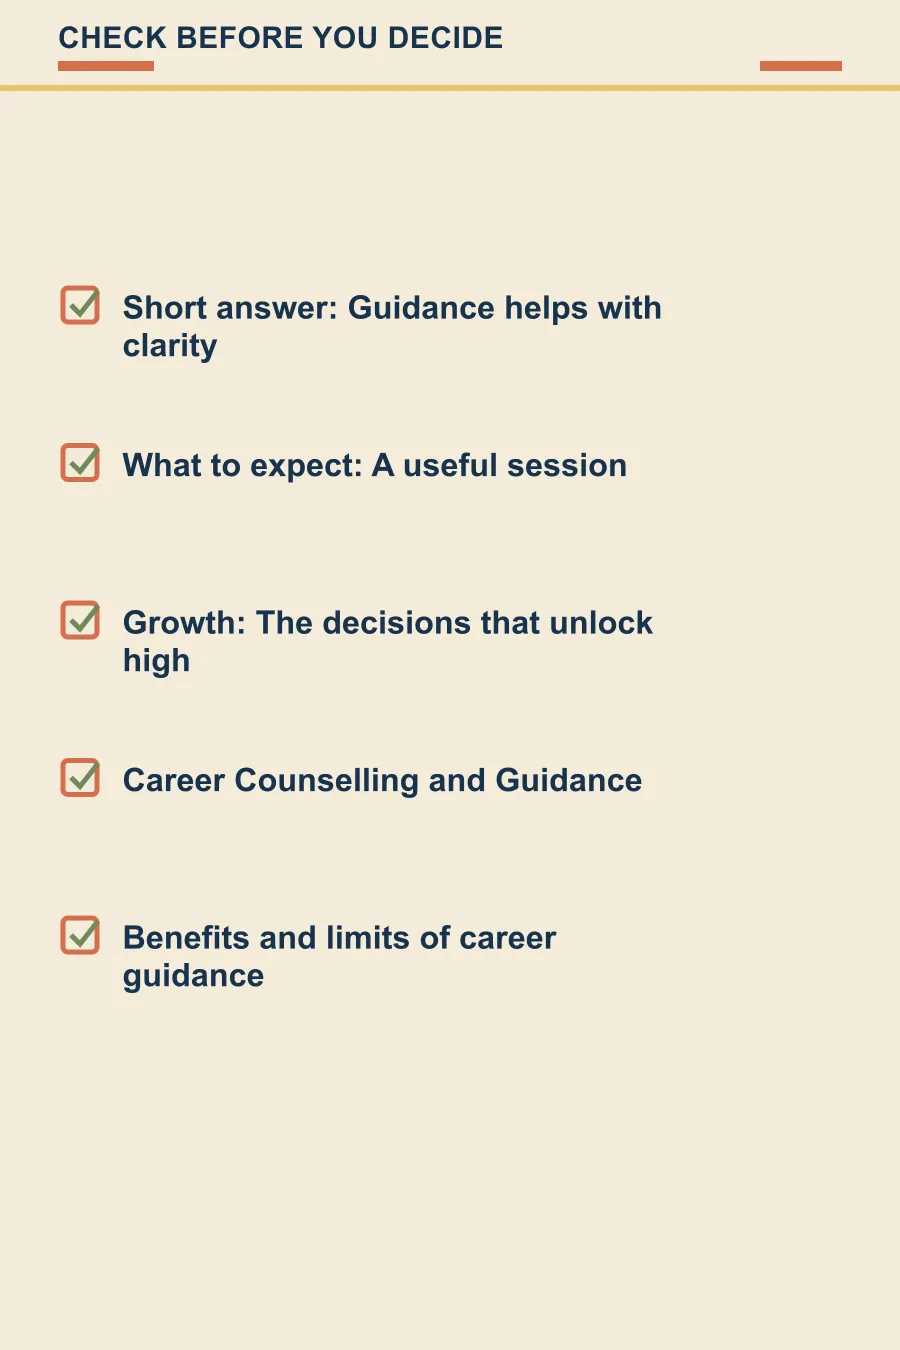 CHECK BEFORE YOU DECIDE
Short answer: Guidance helps with
clarity
What to expect: A useful session
Growth: The decisions that unlock
high
Career Counselling and Guidance
Benefits and limits of career
guidance